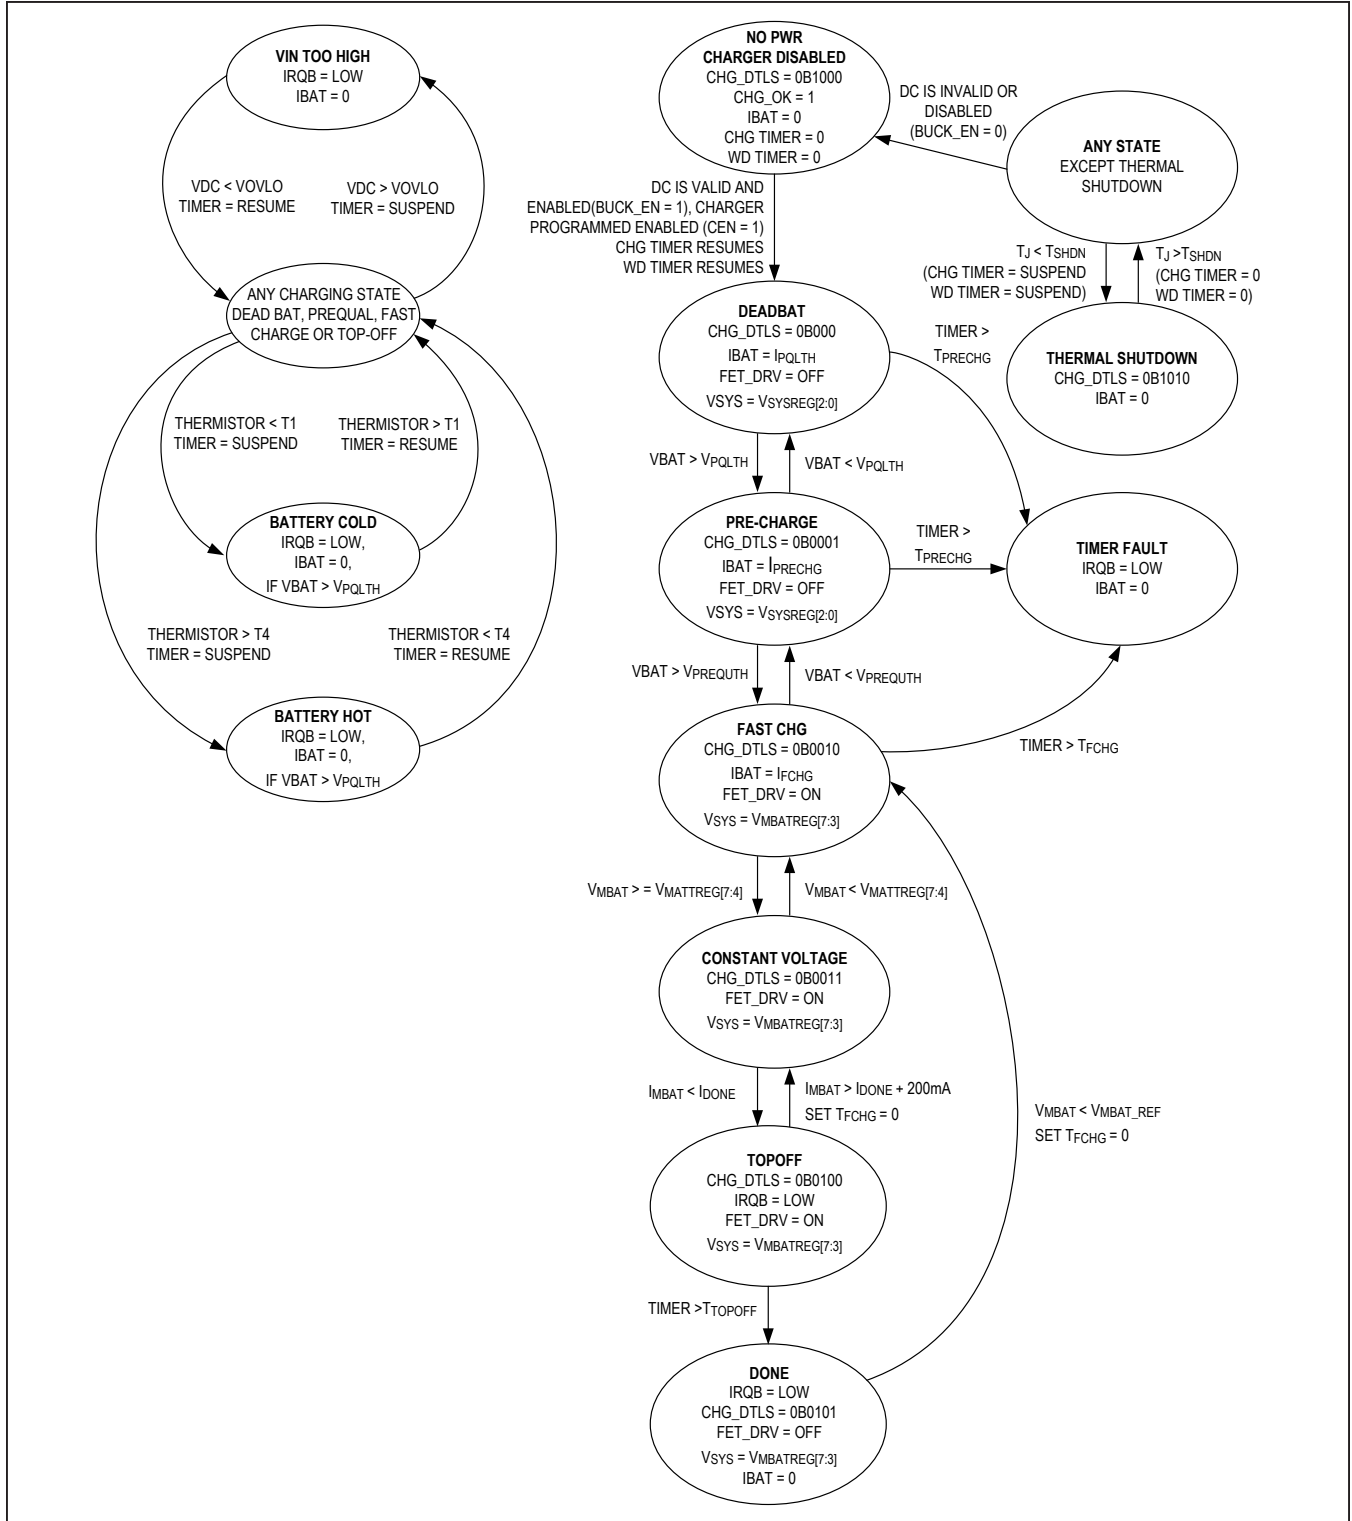 VIN TOO HIGH
IRQB = LOW
IBAT = 0
VDC < VOVLO
TIMER = RESUME
VDC > VOVLO
TIMER = SUSPEND
ANY CHARGING STATE
DEAD BAT, PREQUAL, FAST
CHARGE OR TOP-OFF
THERMISTOR < T1
TIMER = SUSPEND
THERMISTOR > T1
TIMER = RESUME
BATTERY COLD
IRQB = LOW,
IBAT = 0,
IF VBAT > VPQLTH
THERMISTOR > T4
TIMER = SUSPEND
THERMISTOR < T4
TIMER = RESUME
BATTERY HOT
IRQB = LOW,
IBAT = 0,
IF VBAT > VPQLTH
NO PWR
CHARGER DISABLED
CHG_DTLS = 0B1000
CHG_OK = 1
IBAT = 0
CHG TIMER = 0
WD TIMER = 0
DC IS INVALID OR
DISABLED
(BUCK_EN = 0)
ANY STATE
EXCEPT THERMAL
SHUTDOWN
DC IS VALID AND
ENABLED(BUCK_EN = 1), CHARGER
PROGRAMMED ENABLED (CEN = 1)
CHG TIMER RESUMES
WD TIMER RESUMES
TJ < TSHDN
(CHG TIMER = SUSPEND
WD TIMER = SUSPEND)
TJ >TSHDN
(CHG TIMER = 0
WD TIMER = 0)
DEADBAT
CHG_DTLS = 0B000
IBAT = IPQLTH
FET_DRV = OFF
VSYS = VSYSREG[2:0]
TIMER >
TPRECHG
THERMAL SHUTDOWN
CHG_DTLS = 0B1010
IBAT = 0
VBAT > VPQLTH
VBAT < VPQLTH
PRE-CHARGE
CHG_DTLS = 0B0001
IBAT = IPRECHG
FET_DRV = OFF
VSYS = VSYSREG[2:0]
TIMER >
TPRECHG
TIMER FAULT
IRQB = LOW
IBAT = 0
VBAT > VPREQUTH
VBAT < VPREQUTH
FAST CHG
CHG_DTLS = 0B0010
IBAT = IFCHG
FET_DRV = ON
VSYS = VMBATREG[7:3]
TIMER > TFCHG
VMBAT > = VMATTREG[7:4]
VMBAT < VMATTREG[7:4]
CONSTANT VOLTAGE
CHG_DTLS = 0B0011
FET_DRV = ON
VSYS = VMBATREG[7:3]
IMBAT < IDONE
IMBAT > IDONE + 200mA
SET TFCHG = 0
VMBAT < VMBAT_REF
SET TFCHG = 0
TOPOFF
CHG_DTLS = 0B0100
IRQB = LOW
FET_DRV = ON
VSYS = VMBATREG[7:3]
TIMER >TTOPOFF
DONE
IRQB = LOW
CHG_DTLS = 0B0101
FET_DRV = OFF
VSYS = VMBATREG[7:3]
IBAT = 0